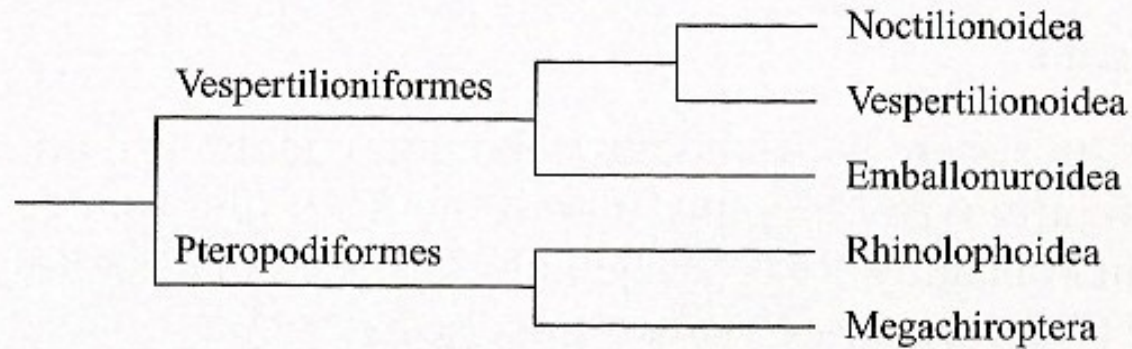 Noctilionoidea
Vespertilioniformes
Vespertilionoidea
Emballonuroidea
Pteropodiformes
Rhinolophoidea
Megachiroptera